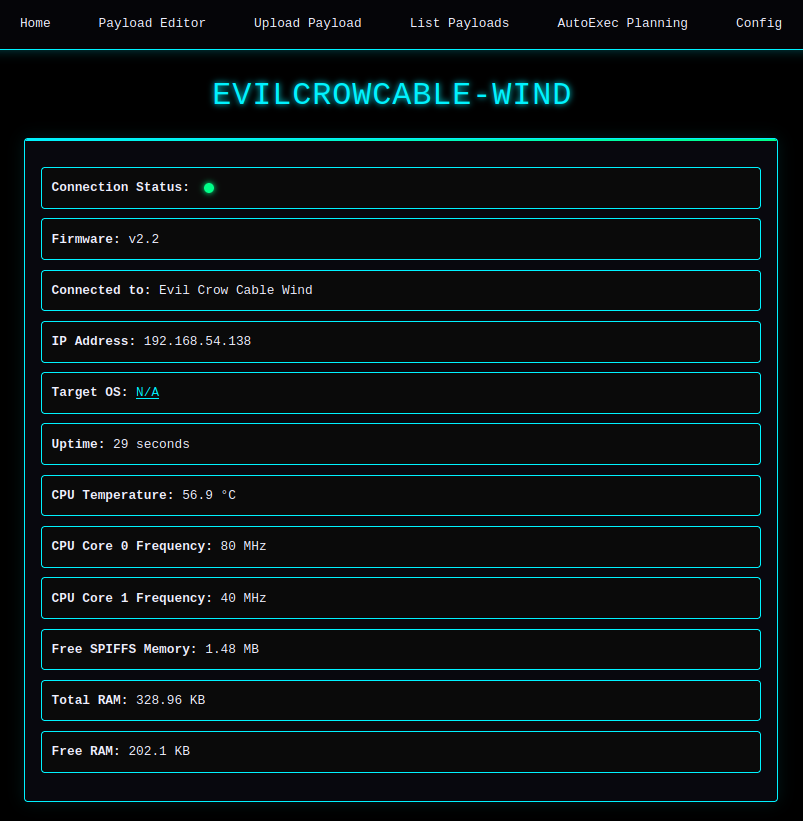 Home Payload Editor Upload Payload List Payloads AutoExec Planning Config
EVILCROWCABLE-WIND
Connection Status:
Firmware: v2.2
Connected to: Evil Crow Cable Wind
IP Address: 192.168.54.138
Target OS: N/A
Uptime: 29 seconds
CPU Temperature: 56.9 °C
CPU Core 0 Frequency: 80 MHz
CPU Core 1 Frequency: 40 MHz
Free SPIFFS Memory: 1.48 MB
Total RAM: 328.96 KB
Free RAM: 202.1 KB